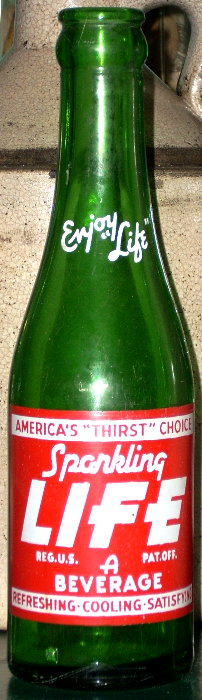 Enjoy
"Life"
AMERICA'S "THIRST" CHOICE
Sparkling
LIFE
REG.U.S. PAT.OFF.
A
BEVERAGE
REFRESHING·COOLING·SATISFYING